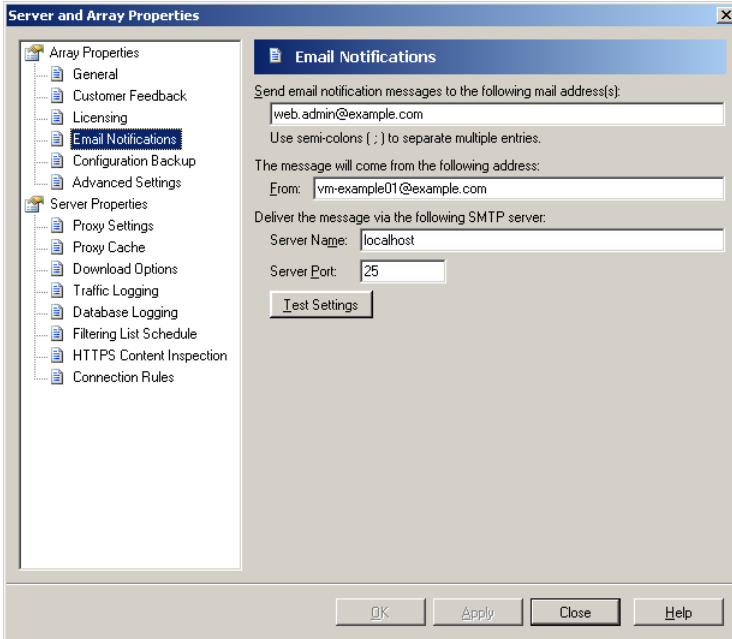 Server and Array Properties
Array Properties
General
Customer Feedback
Licensing
Email Notifications
Configuration Backup
Advanced Settings
Server Properties
Proxy Settings
Proxy Cache
Download Options
Traffic Logging
Database Logging
Filtering List Schedule
HTTPS Content Inspection
Connection Rules
Email Notifications
Send email notification messages to the following mail address(s):
web.admin@example.com
Use semi-colons ( ; ) to separate multiple entries.
The message will come from the following address:
From: vm-example01@example.com
Deliver the message via the following SMTP server:
Server Name: localhost
Server Port: 25
Test Settings
OK Apply Close Help